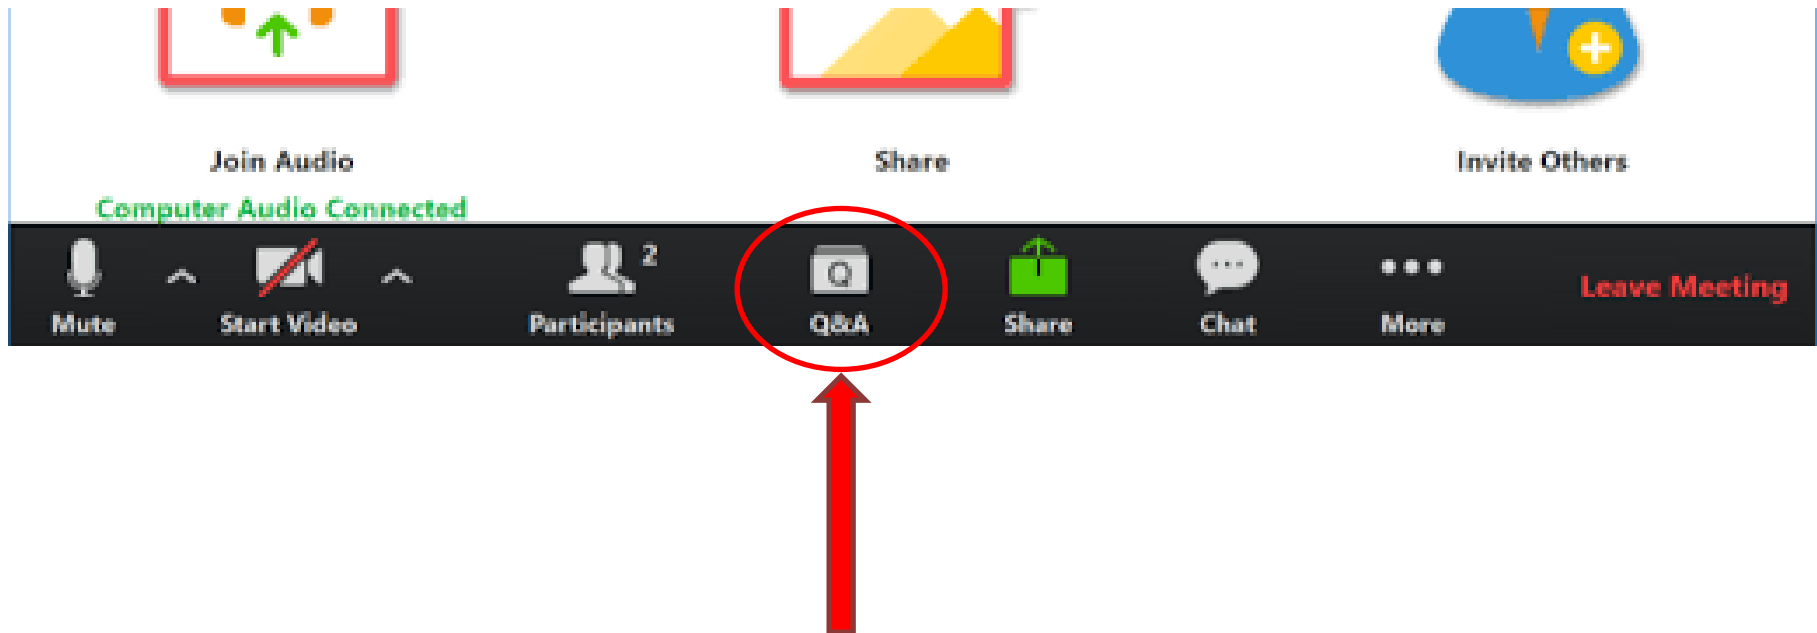 Join Audio
Share
Invite Others
Computer Audio Connected
2
Q
Mute
Start Video
Participants
Q&A
Share
Chat
More
Leave Meeting